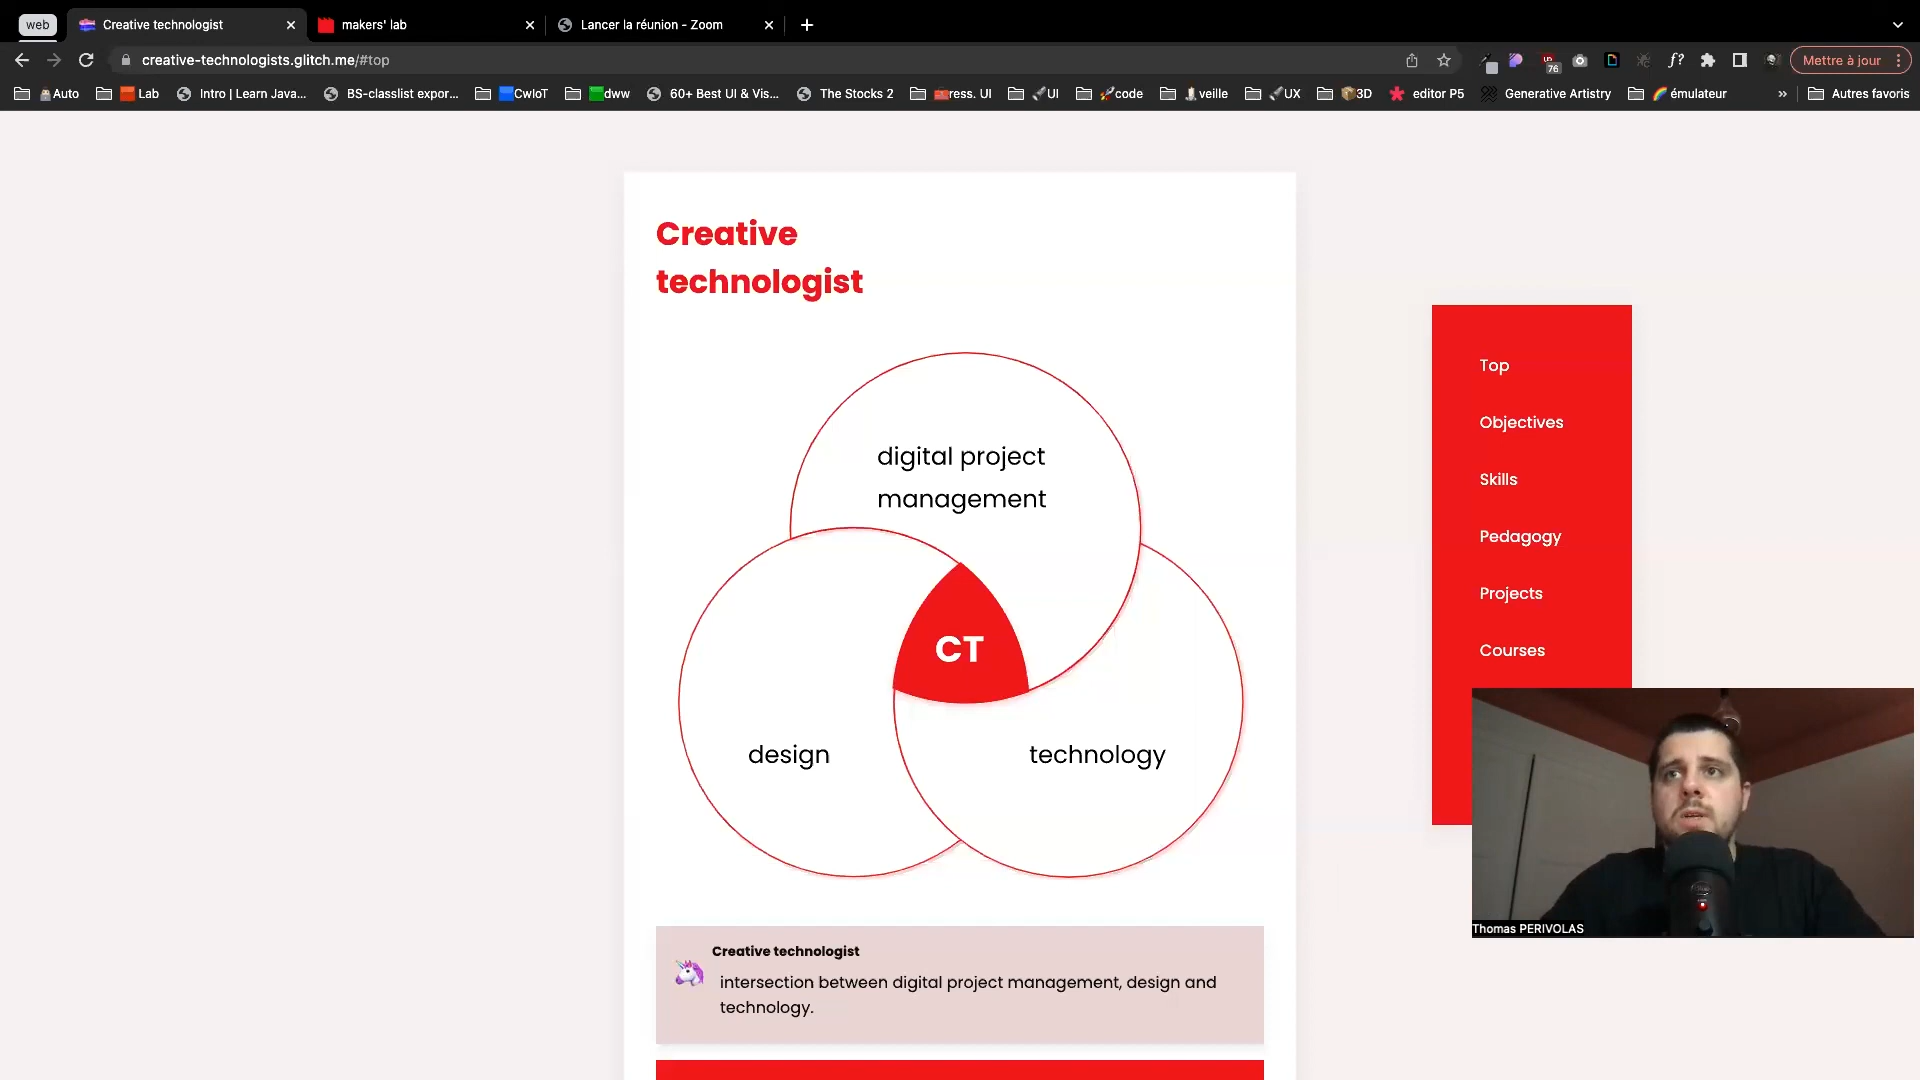 web
Creative technologist
makers' lab
Lancer la réunion - Zoom
creative-technologists.glitch.me/#top
76
f?
Mettre à jour
Auto
Lab
Intro | Learn Java...
BS-classlist expor...
CWIoT
dww
60+ Best UI & Vis...
The Stocks 2
ress. UI
UI
code
veille
UX
3D
editor P5
Generative Artistry
émulateur
»
Autres favoris
Creative
technologist
digital project
management
CT
design
technology
Top
Objectives
Skills
Pedagogy
Projects
Courses
Thomas PERIVOLAS
Creative technologist
intersection between digital project management, design and
technology.